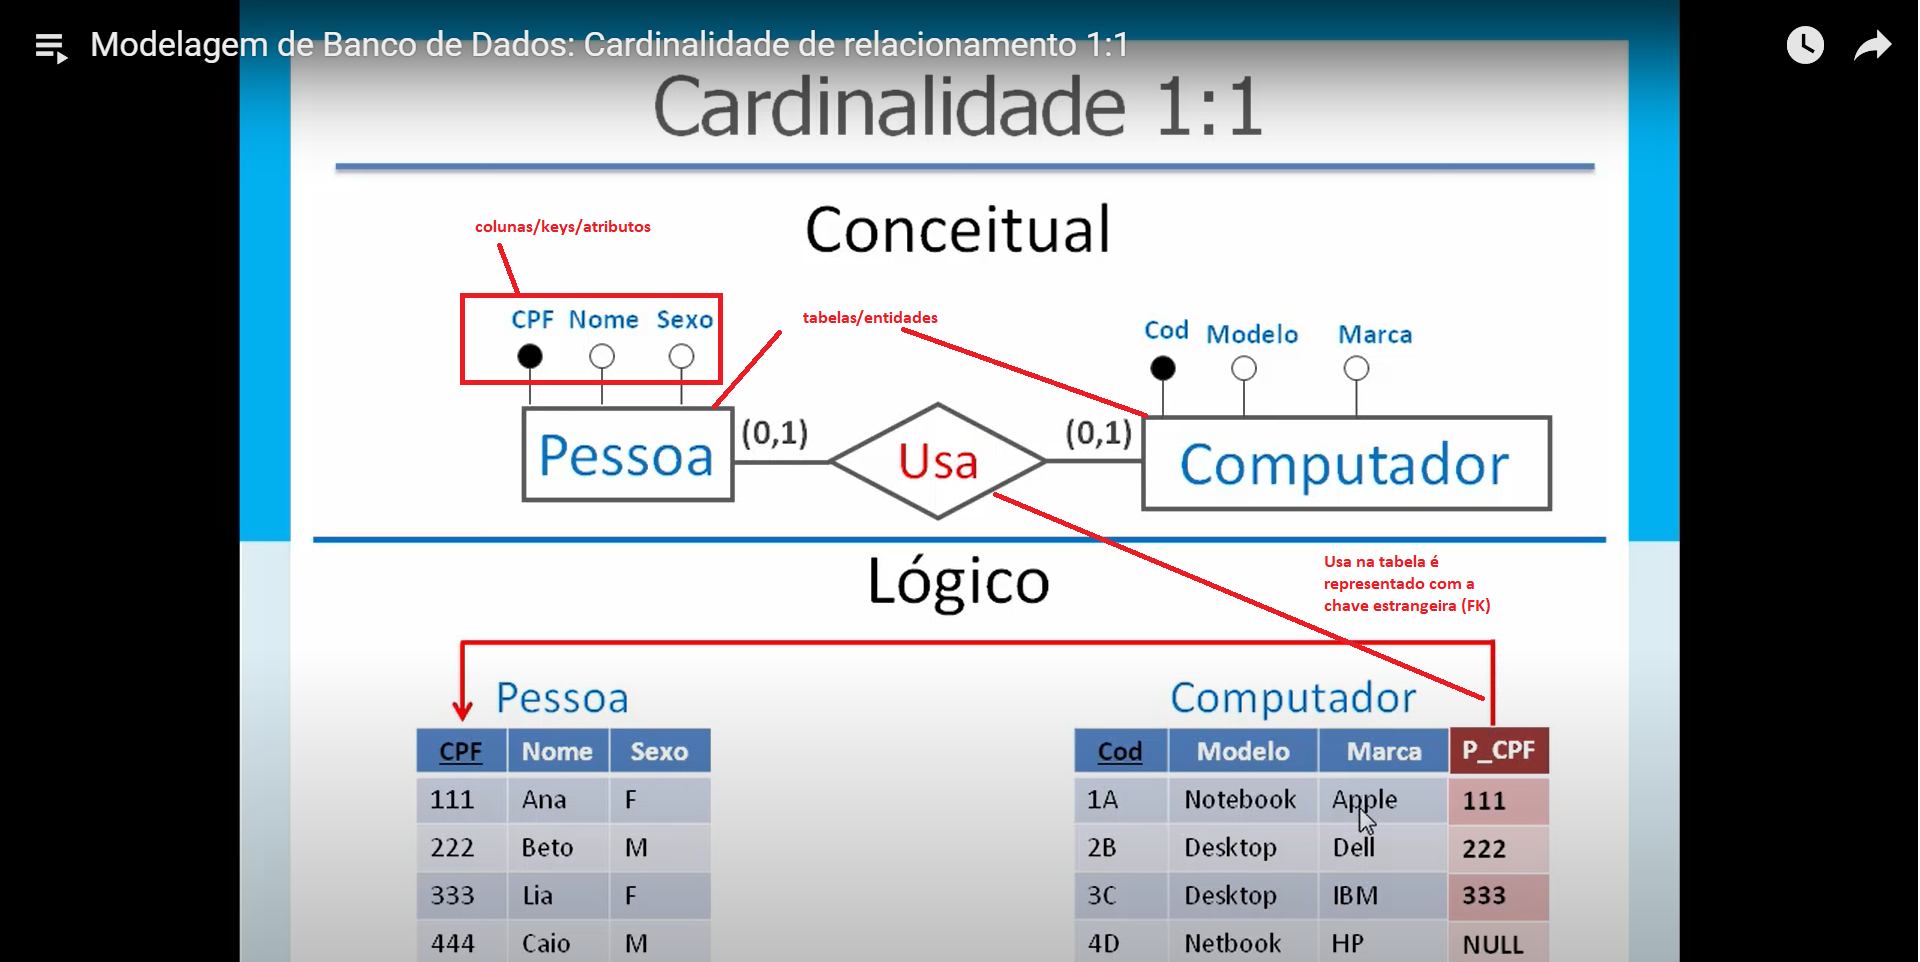 Modelagem de Banco de Dados: Cardinalidade de relacionamento 1:1
Cardinalidade 1:1
Conceitual
colunas/keys/atributos
CPF Nome Sexo
tabelas/entidades
Cod Modelo Marca
Pessoa (0,1) Usa (0,1) Computador
Lógico
Usa na tabela é
representado com a
chave estrangeira (FK)
Pessoa
CPF Nome Sexo
111 Ana F
222 Beto M
333 Lia F
444 Caio M
Computador
Cod Modelo Marca P_CPF
1A Notebook Apple 111
2B Desktop Dell 222
3C Desktop IBM 333
4D Netbook HP NULL